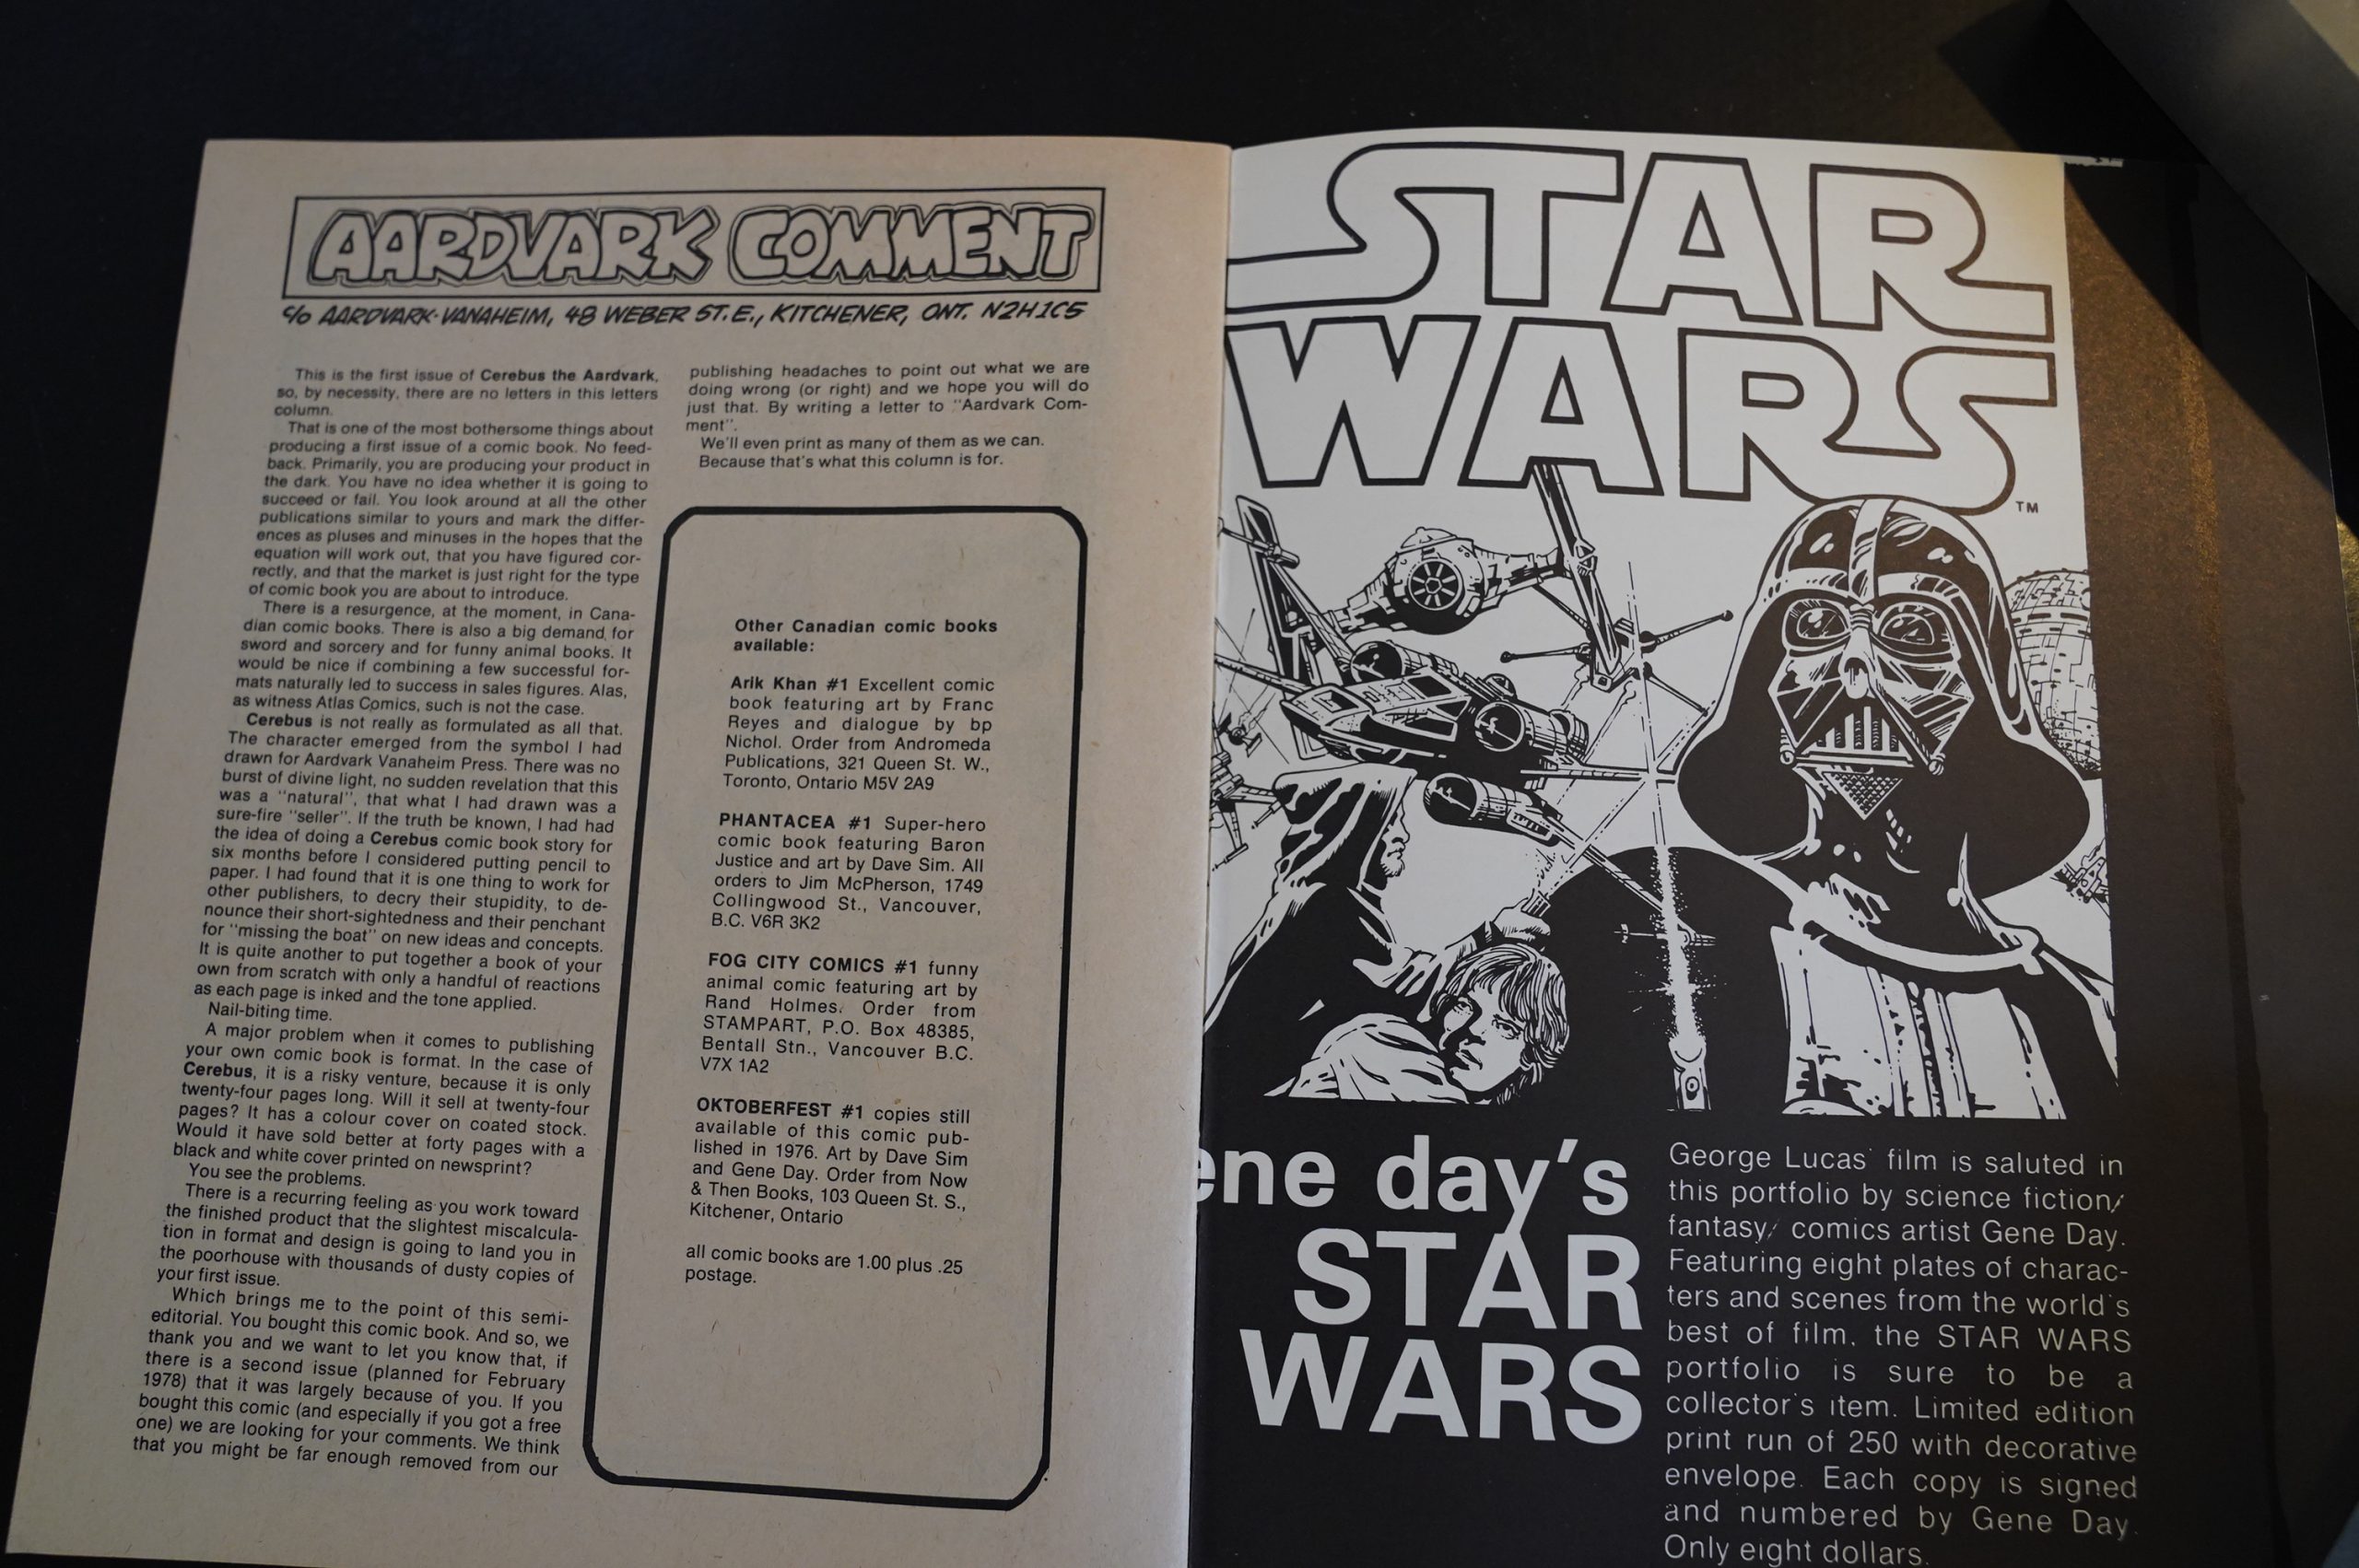 AARDVARK COMMENT
c/o AARDVARK-VANAHEIM, 48 WEBER ST. E., KITCHENER, ONT. N2H1C5
This is the first issue of Cerebus the Aardvark,
so, by necessity, there are no letters in this letters
column.
That is one of the most bothersome things about
producing a first issue of a comic book. No feed-
back. Primarily, you are producing your product in
the dark. You have no idea whether it is going to
succeed or fail. You look around at all the other
publications similar to yours and mark the differ-
ences as pluses and minuses in the hopes that the
equation will work out, that you have figured cor-
rectly, and that the market is just right for the type
of comic book you are about to introduce.
There is a resurgence, at the moment, in Cana-
dian comic books. There is also a big demand for
sword and sorcery and for funny animal books. It
would be nice if combining a few successful for-
mats naturally led to success in sales figures. Alas,
as witness Atlas Comics, such is not the case.
Cerebus is not really as formulated as all that.
The character emerged from the symbol I had
drawn for Aardvark Vanaheim Press. There was no
burst of divine light, no sudden revelation that this
was a "natural", that what I had drawn was a
sure-fire "seller". If the truth be known, I had had
the idea of doing a Cerebus comic book story for
six months before I considered putting pencil to
paper. I had found that it is one thing to work for
other publishers, to decry their stupidity, to de-
nounce their short-sightedness and their penchant
for "missing the boat" on new ideas and concepts.
It is quite another to put together a book of your
own from scratch with only a handful of reactions
as each page is inked and the tone applied.
Nail-biting time.
A major problem when it comes to publishing
your own comic book is format. In the case of
Cerebus, it is a risky venture, because it is only
twenty-four pages long. Will it sell at twenty-four
pages? It has a colour cover on coated stock.
Would it have sold better at forty pages with a
black and white cover printed on newsprint?
You see the problems.
There is a recurring feeling as you work toward
the finished product that the slightest miscalcula-
tion in format and design is going to land you in
the poorhouse with thousands of dusty copies of
your first issue.
Which brings me to the point of this semi-
editorial. You bought this comic book. And so, we
thank you and we want to let you know that, if
there is a second issue (planned for February
1978) that it was largely because of you. If you
bought this comic (and especially if you got a free
one) we are looking for your comments. We think
that you might be far enough removed from our
publishing headaches to point out what we are
doing wrong (or right) and we hope you will do
just that. By writing a letter to "Aardvark Com-
ment".
We'll even print as many of them as we can.
Because that's what this column is for.
Other Canadian comic books
available:
Arik Khan #1 Excellent comic
book featuring art by Franc
Reyes and dialogue by bp
Nichol. Order from Andromeda
Publications, 321 Queen St. W.,
Toronto, Ontario M5V 2A9
PHANTACEA #1 Super-hero
comic book featuring Baron
Justice and art by Dave Sim. All
orders to Jim McPherson, 1749
Collingwood St., Vancouver,
B.C. V6R 3K2
FOG CITY COMICS #1 funny
animal comic featuring art by
Rand Holmes. Order from
STAMPART, P.O. Box 48385,
Bentall Stn., Vancouver B.C.
V7X 1A2
OKTOBERFEST #1 copies still
available of this comic pub-
lished in 1976. Art by Dave Sim
and Gene Day. Order from Now
& Then Books, 103 Queen St. S.,
Kitchener, Ontario
all comic books are 1.00 plus .25
postage.
STAR
WARS
TM
ene day's
STAR
WARS
George Lucas' film is saluted in
this portfolio by science fiction/
fantasy/ comics artist Gene Day.
Featuring eight plates of charac-
ters and scenes from the world's
best of film. the STAR WARS
portfolio is sure to be a
collector's item. Limited edition
print run of 250 with decorative
envelope. Each copy is signed
and numbered by Gene Day.
Only eight dollars.